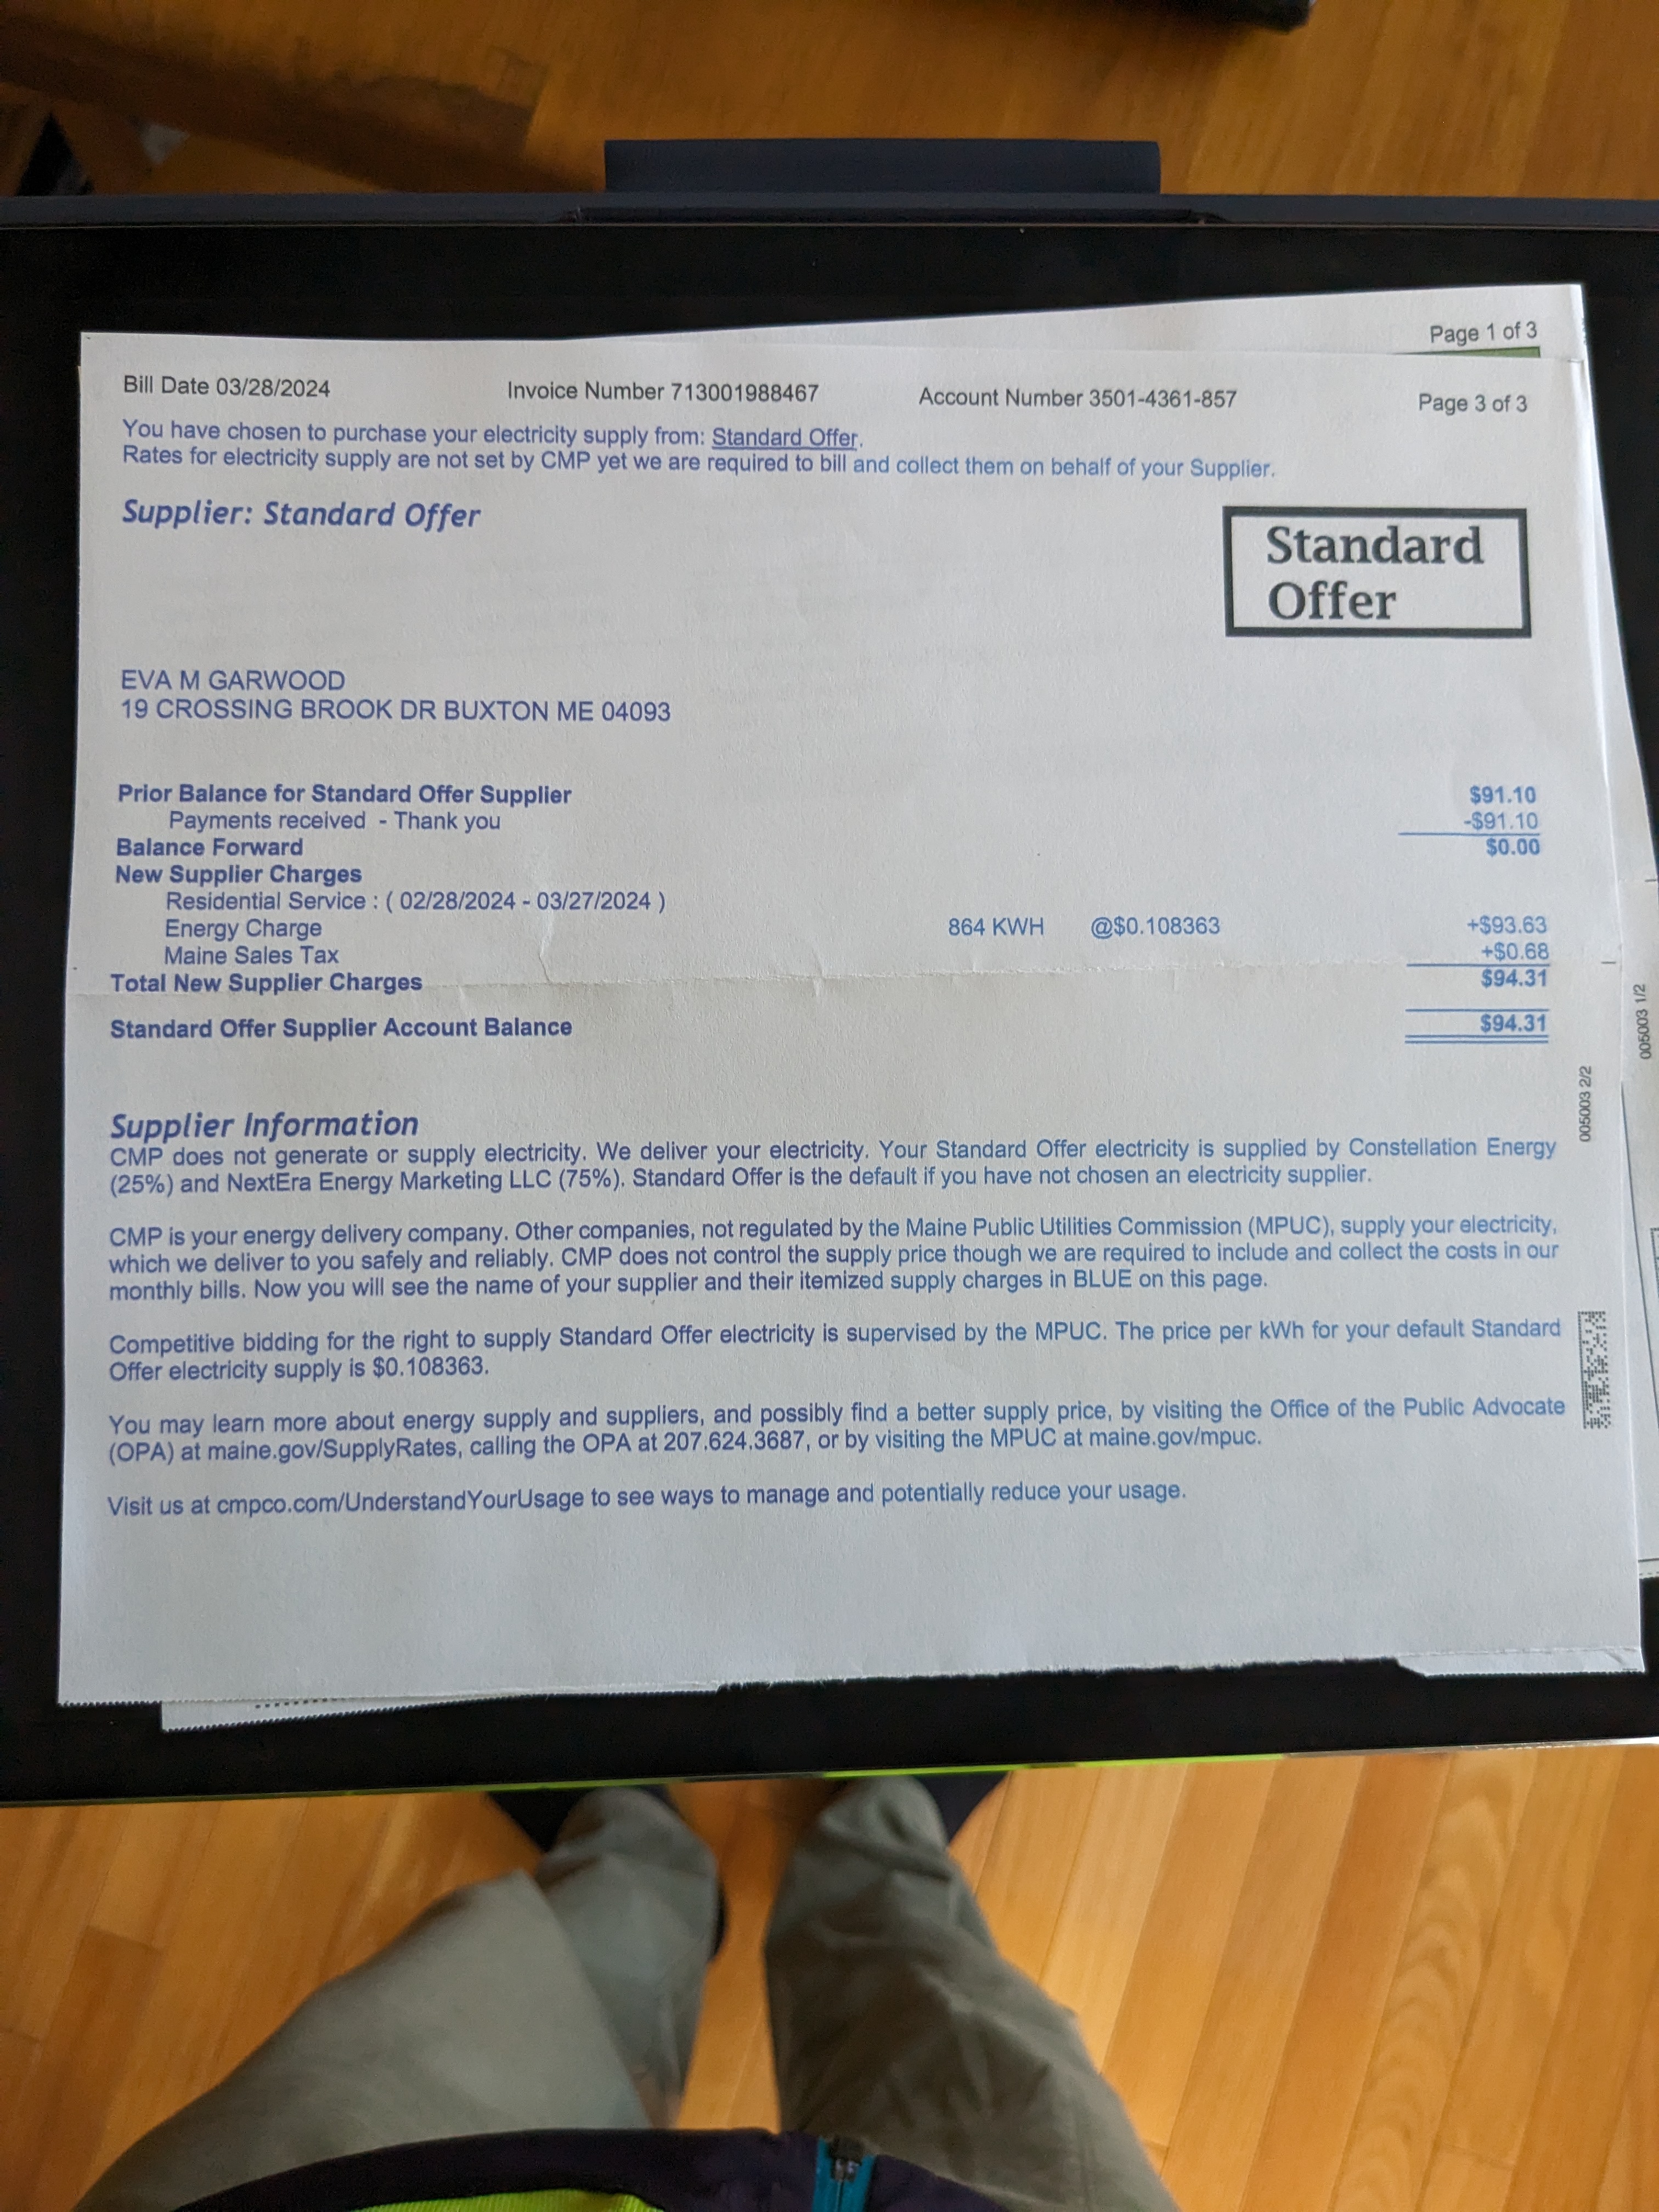 Page 1 of 3
Bill Date 03/28/2024 Invoice Number 713001988467 Account Number 3501-4361-857 Page 3 of 3
You have chosen to purchase your electricity supply from: Standard Offer.
Rates for electricity supply are not set by CMP yet we are required to bill and collect them on behalf of your Supplier.
Supplier: Standard Offer
Standard
Offer
EVA M GARWOOD
19 CROSSING BROOK DR BUXTON ME 04093
Prior Balance for Standard Offer Supplier $91.10
Payments received - Thank you -$91.10
Balance Forward $0.00
New Supplier Charges
Residential Service : ( 02/28/2024 - 03/27/2024 )
Energy Charge 864 KWH @$0.108363 +$93.63
Maine Sales Tax +$0.68
Total New Supplier Charges $94.31
Standard Offer Supplier Account Balance $94.31
005003 1/2
005003 2/2
Supplier Information
CMP does not generate or supply electricity. We deliver your electricity. Your Standard Offer electricity is supplied by Constellation Energy
(25%) and NextEra Energy Marketing LLC (75%). Standard Offer is the default if you have not chosen an electricity supplier.
CMP is your energy delivery company. Other companies, not regulated by the Maine Public Utilities Commission (MPUC), supply your electricity,
which we deliver to you safely and reliably. CMP does not control the supply price though we are required to include and collect the costs in our
monthly bills. Now you will see the name of your supplier and their itemized supply charges in BLUE on this page.
Competitive bidding for the right to supply Standard Offer electricity is supervised by the MPUC. The price per kWh for your default Standard
Offer electricity supply is $0.108363.
You may learn more about energy supply and suppliers, and possibly find a better supply price, by visiting the Office of the Public Advocate
(OPA) at maine.gov/SupplyRates, calling the OPA at 207.624.3687, or by visiting the MPUC at maine.gov/mpuc.
Visit us at cmpco.com/UnderstandYourUsage to see ways to manage and potentially reduce your usage.